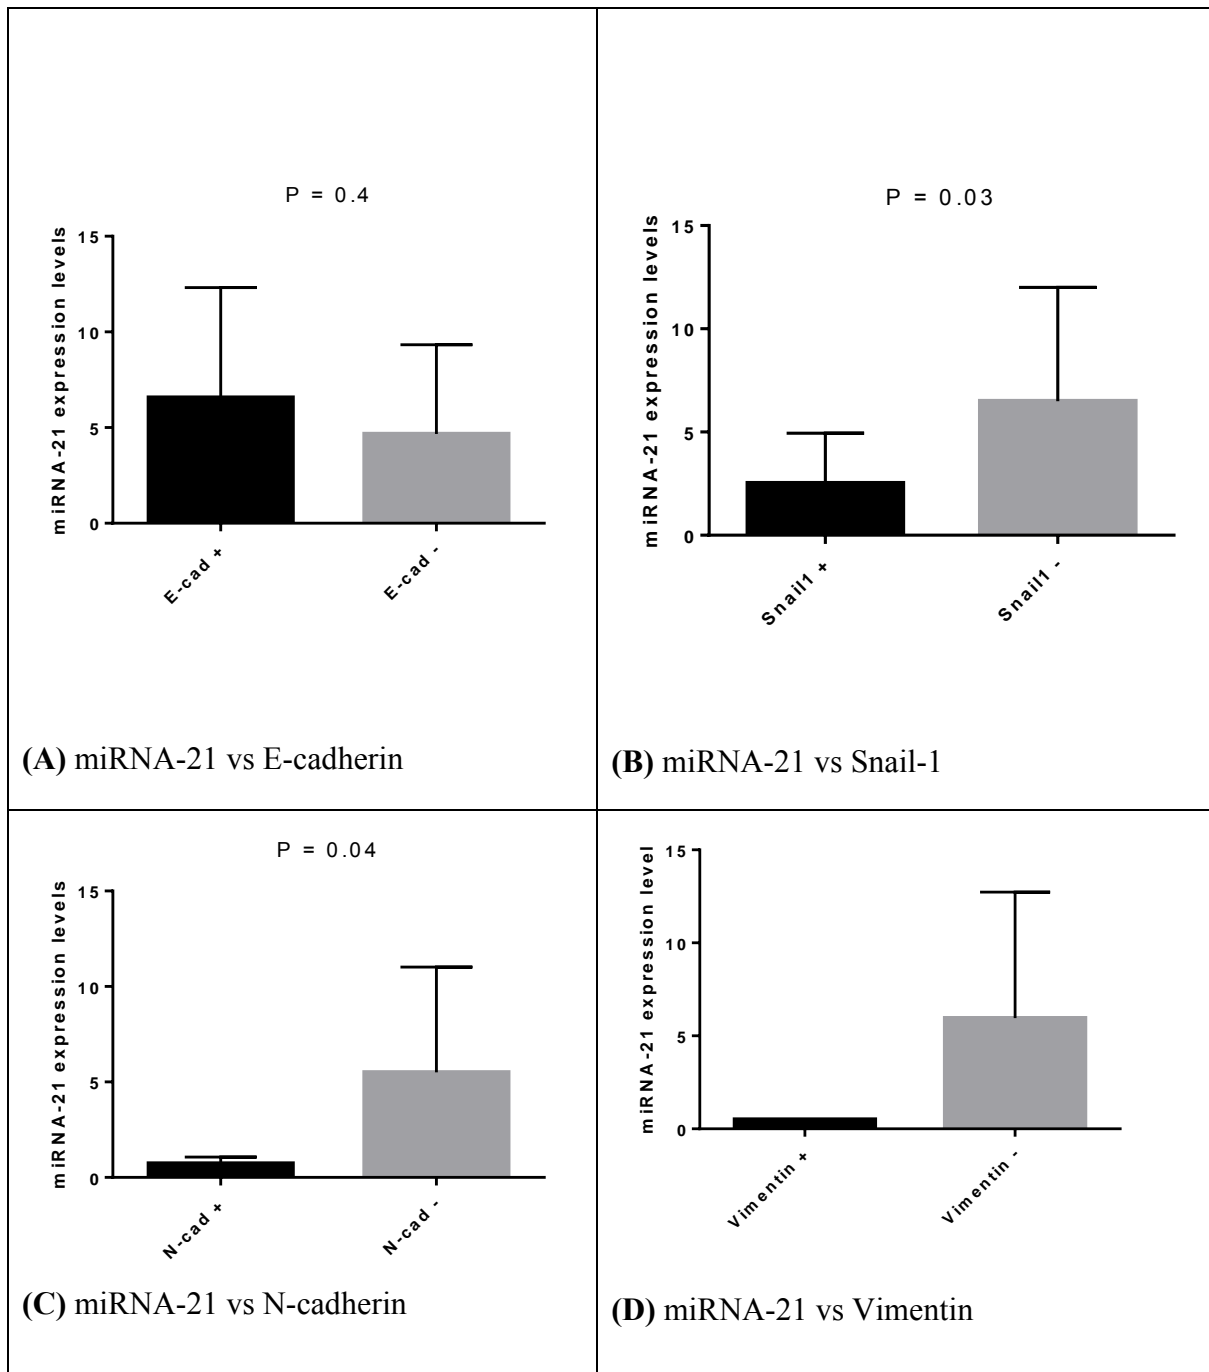 P = 0.4
miRNA-21 expression levels
15
10
5
0
E-cad +
E-cad -
(A) miRNA-21 vs E-cadherin
P = 0.03
miRNA-21 expression levels
15
10
5
0
Snail1 +
Snail1 -
(B) miRNA-21 vs Snail-1
P = 0.04
miRNA-21 expression levels
15
10
5
0
N-cad +
N-cad -
(C) miRNA-21 vs N-cadherin
miRNA-21 expression level
15
10
5
0
Vimentin +
Vimentin -
(D) miRNA-21 vs Vimentin